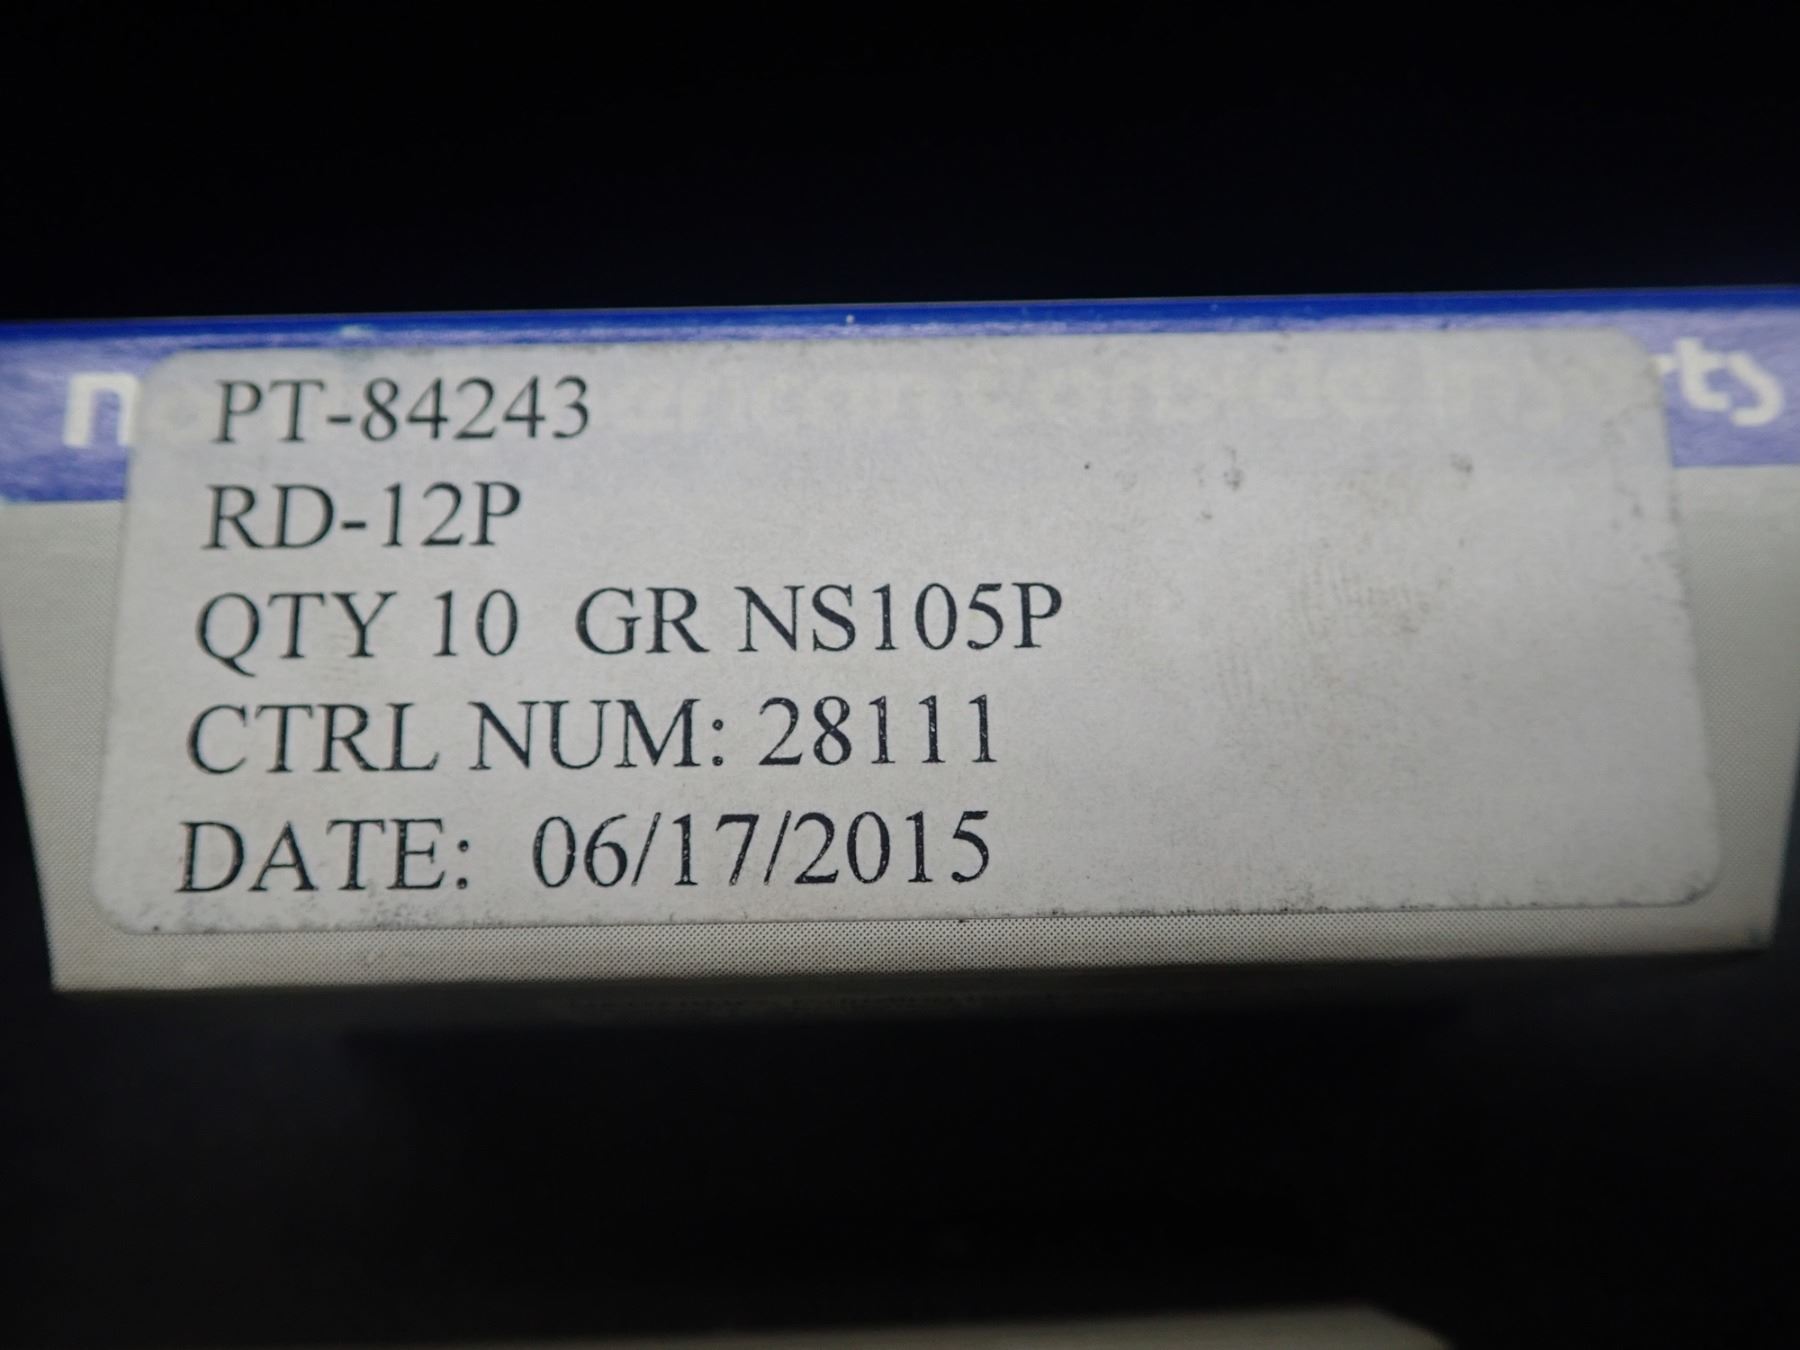 PT-84243
RD-12P
QTY 10 GR NS105P
CTRL NUM: 28111
DATE: 06/17/2015